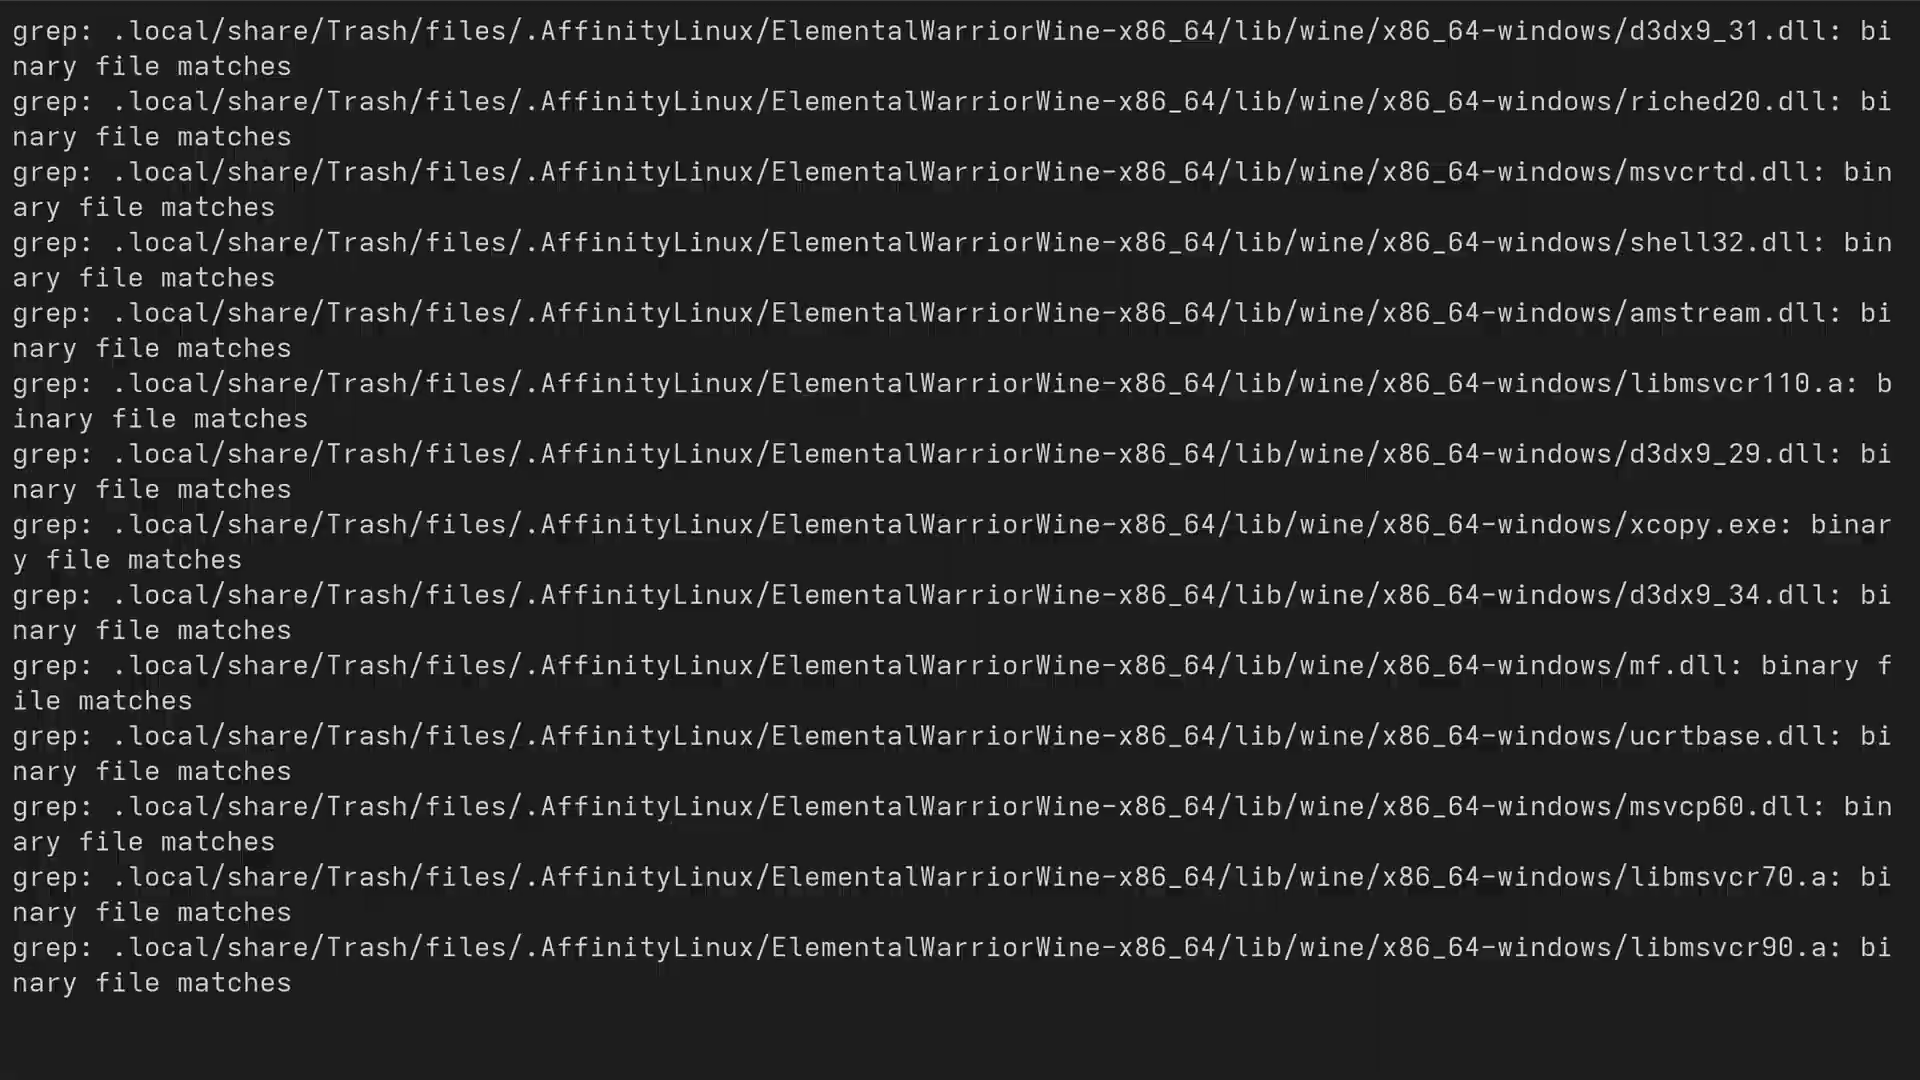 grep: .local/share/Trash/files/.AffinityLinux/ElementalWarriorWine-x86_64/lib/wine/x86_64-windows/d3dx9_31.dll: bi
nary file matches
grep: .local/share/Trash/files/.AffinityLinux/ElementalWarriorWine-x86_64/lib/wine/x86_64-windows/riched20.dll: bi
nary file matches
grep: .local/share/Trash/files/.AffinityLinux/ElementalWarriorWine-x86_64/lib/wine/x86_64-windows/msvcrtd.dll: bin
ary file matches
grep: .local/share/Trash/files/.AffinityLinux/ElementalWarriorWine-x86_64/lib/wine/x86_64-windows/shell32.dll: bin
ary file matches
grep: .local/share/Trash/files/.AffinityLinux/ElementalWarriorWine-x86_64/lib/wine/x86_64-windows/amstream.dll: bi
nary file matches
grep: .local/share/Trash/files/.AffinityLinux/ElementalWarriorWine-x86_64/lib/wine/x86_64-windows/libmsvcr110.a: b
inary file matches
grep: .local/share/Trash/files/.AffinityLinux/ElementalWarriorWine-x86_64/lib/wine/x86_64-windows/d3dx9_29.dll: bi
nary file matches
grep: .local/share/Trash/files/.AffinityLinux/ElementalWarriorWine-x86_64/lib/wine/x86_64-windows/xcopy.exe: binar
y file matches
grep: .local/share/Trash/files/.AffinityLinux/ElementalWarriorWine-x86_64/lib/wine/x86_64-windows/d3dx9_34.dll: bi
nary file matches
grep: .local/share/Trash/files/.AffinityLinux/ElementalWarriorWine-x86_64/lib/wine/x86_64-windows/mf.dll: binary f
ile matches
grep: .local/share/Trash/files/.AffinityLinux/ElementalWarriorWine-x86_64/lib/wine/x86_64-windows/ucrtbase.dll: bi
nary file matches
grep: .local/share/Trash/files/.AffinityLinux/ElementalWarriorWine-x86_64/lib/wine/x86_64-windows/msvcp60.dll: bin
ary file matches
grep: .local/share/Trash/files/.AffinityLinux/ElementalWarriorWine-x86_64/lib/wine/x86_64-windows/libmsvcr70.a: bi
nary file matches
grep: .local/share/Trash/files/.AffinityLinux/ElementalWarriorWine-x86_64/lib/wine/x86_64-windows/libmsvcr90.a: bi
nary file matches